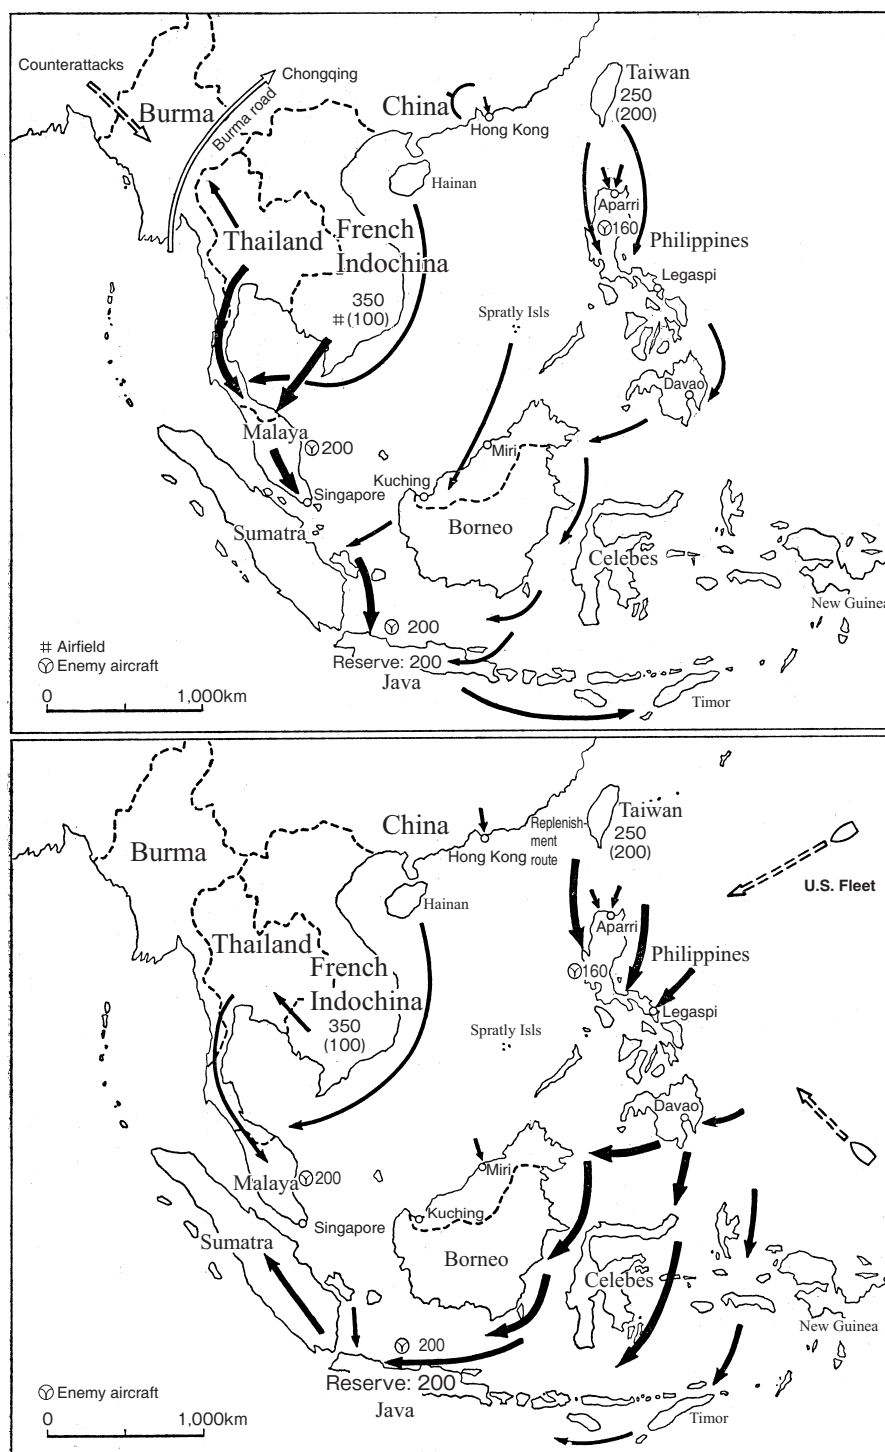 Counterattacks
Chongqing
Burma
Burma road
China
Hong Kong
Taiwan
250
(200)
Hainan
Aparri
160
Philippines
Thailand
French
Indochina
350
#(100)
Legaspi
Spratly Isls
Davao
Malaya
200
Miri
Kuching
Singapore
Sumatra
Borneo
Celebes
New Guinea
200
# Airfield
Enemy aircraft
Reserve: 200
Java
0 1,000km
Timor
China
Burma
Hong Kong
Replenish-
ment
route
Taiwan
250
(200)
U.S. Fleet
Hainan
Aparri
Thailand
French
Indochina
350
(100)
160
Philippines
Legaspi
Spratly Isls
Davao
Malaya
200
Miri
Kuching
Singapore
Sumatra
Borneo
Celebes
New Guinea
200
Reserve: 200
Enemy aircraft
Java
0 1,000km
Timor